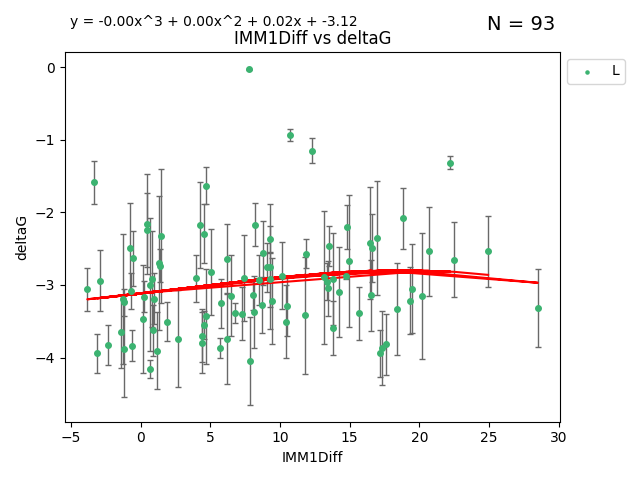 y = -0.00x^3 + 0.00x^2 + 0.02x + -3.12
N = 93
IMM1Diff vs deltaG
L
deltaG
0
−1
−2
−3
−4
−5 0 5 10 15 20 25 30
IMM1Diff